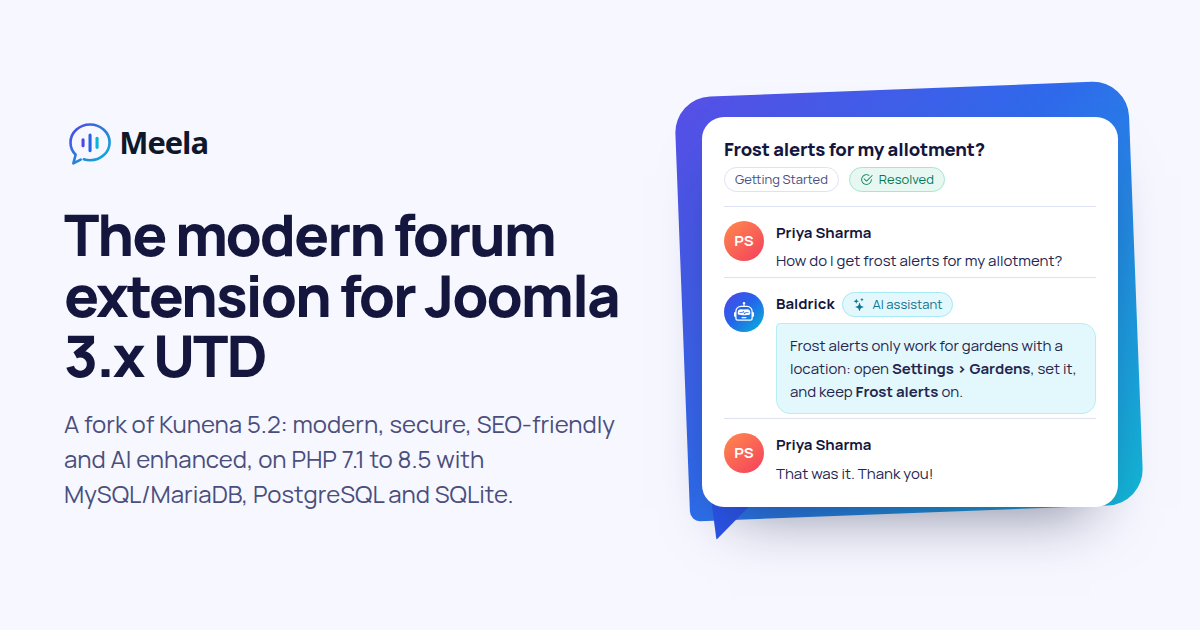 Meela
The modern forum
extension for Joomla
3.x UTD
A fork of Kunena 5.2: modern, secure, SEO-friendly
and AI enhanced, on PHP 7.1 to 8.5 with
MySQL/MariaDB, PostgreSQL and SQLite.
Frost alerts for my allotment?
Getting Started
Resolved
PS
Priya Sharma
How do I get frost alerts for my allotment?
Baldrick
AI assistant
Frost alerts only work for gardens with a
location: open Settings › Gardens, set it,
and keep Frost alerts on.
PS
Priya Sharma
That was it. Thank you!